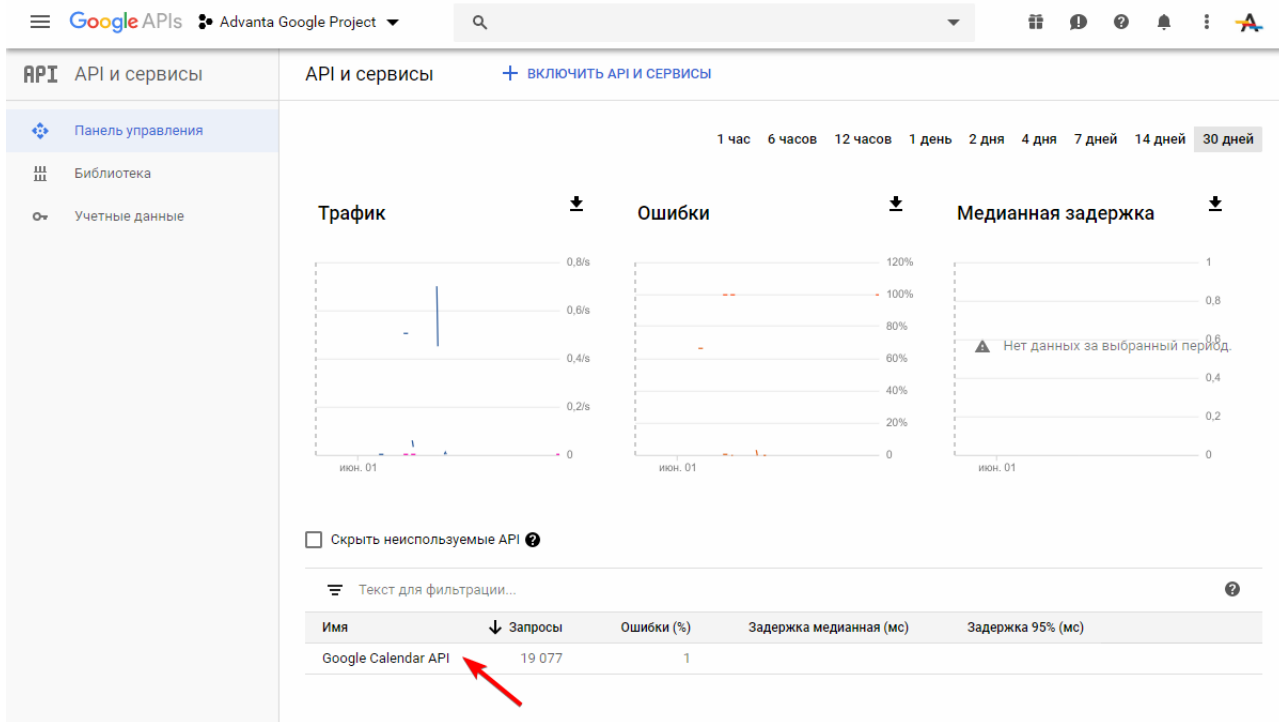 Google APIs Advanta Google Project
API API и сервисы
API и сервисы + ВКЛЮЧИТЬ API И СЕРВИСЫ
Панель управления
Библиотека
Учетные данные
1 час 6 часов 12 часов 1 день 2 дня 4 дня 7 дней 14 дней 30 дней
Трафик
0,8/s
0,6/s
0,4/s
0,2/s
0
июн. 01
Ошибки
120%
100%
80%
60%
40%
20%
0
июн. 01
Медианная задержка
1
0,8
0,6
Нет данных за выбранный период.
0,4
0,2
0
июн. 01
Скрыть неиспользуемые API
Текст для фильтрации...
Имя Запросы Ошибки (%) Задержка медианная (мс) Задержка 95% (мс)
Google Calendar API 19 077 1